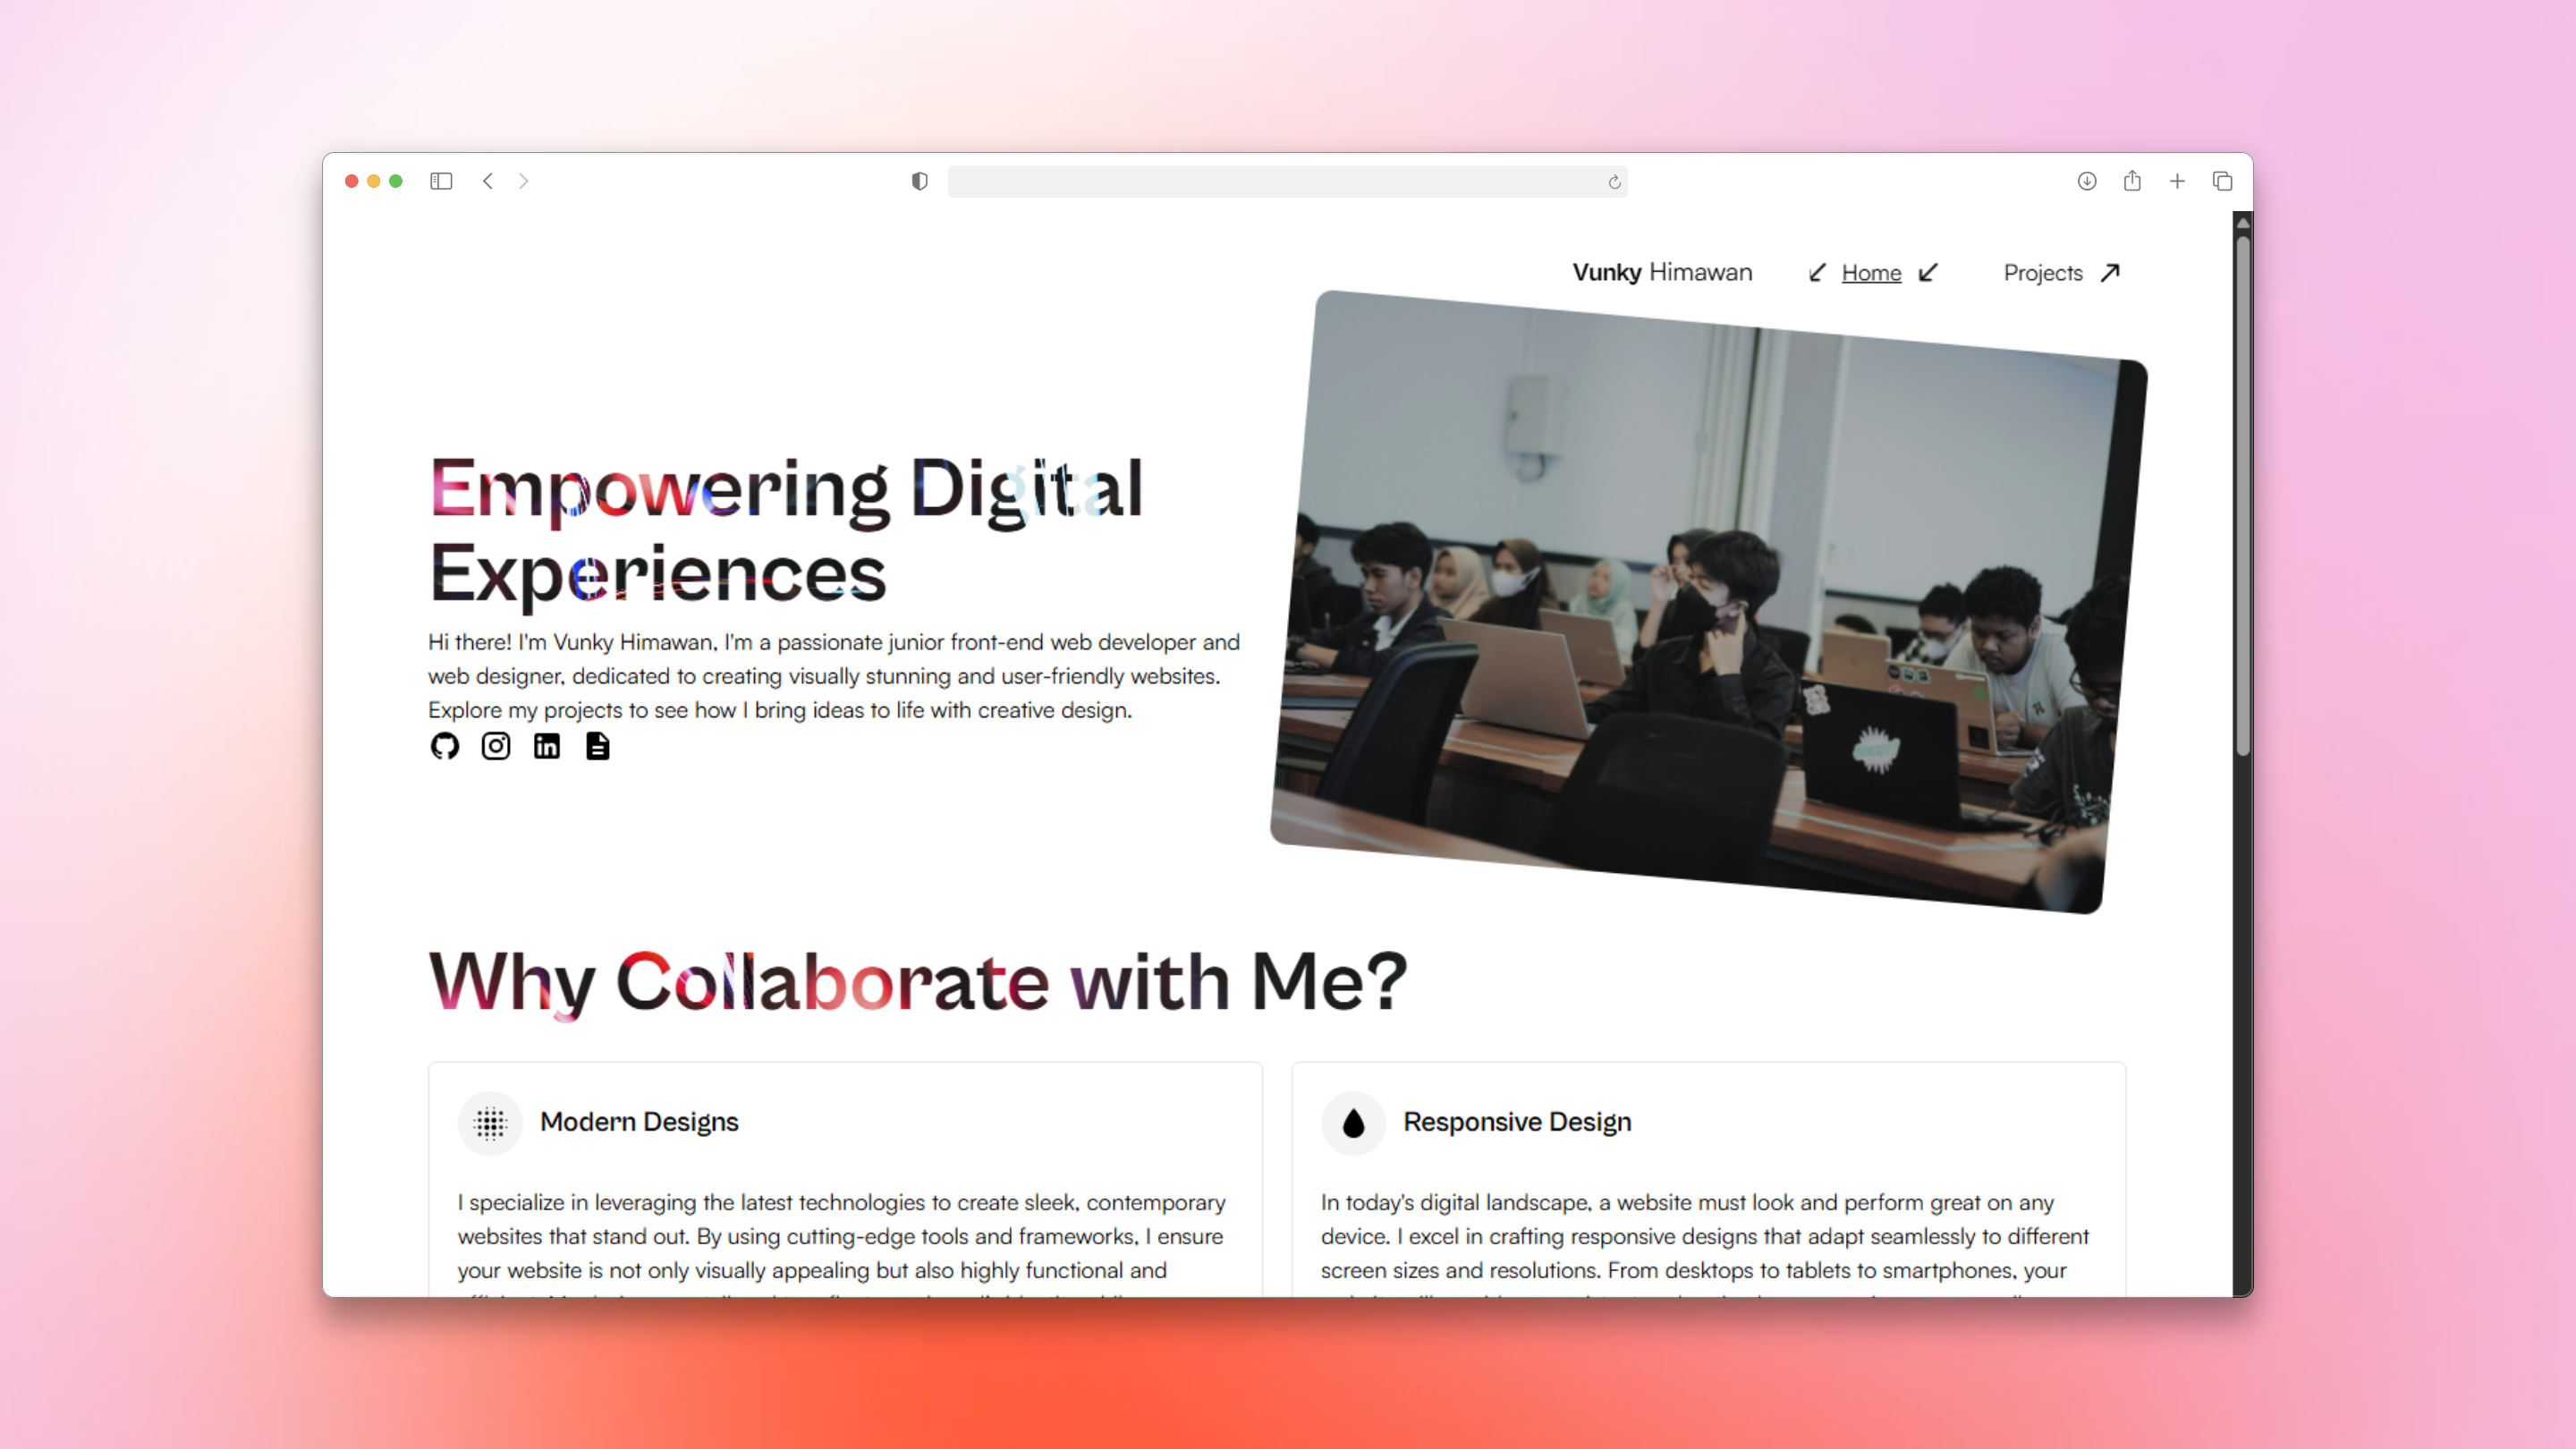 Vunky Himawan
Home
Projects
Empowering Digital
Experiences
Hi there! I'm Vunky Himawan, I'm a passionate junior front-end web developer and
web designer, dedicated to creating visually stunning and user-friendly websites.
Explore my projects to see how I bring ideas to life with creative design.
Why Collaborate with Me?
Modern Designs
I specialize in leveraging the latest technologies to create sleek, contemporary
websites that stand out. By using cutting-edge tools and frameworks, I ensure
your website is not only visually appealing but also highly functional and
Responsive Design
In today's digital landscape, a website must look and perform great on any
device. I excel in crafting responsive designs that adapt seamlessly to different
screen sizes and resolutions. From desktops to tablets to smartphones, your